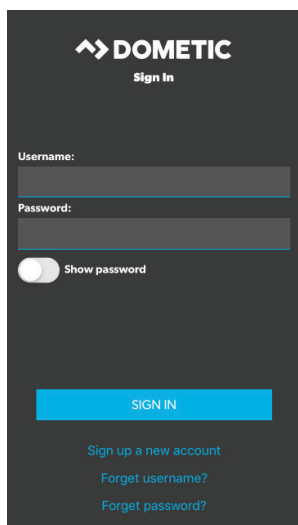 DOMETIC
Sign In
Username:
Password:
Show password
SIGN IN
Sign up a new account
Forget username?
Forget password?